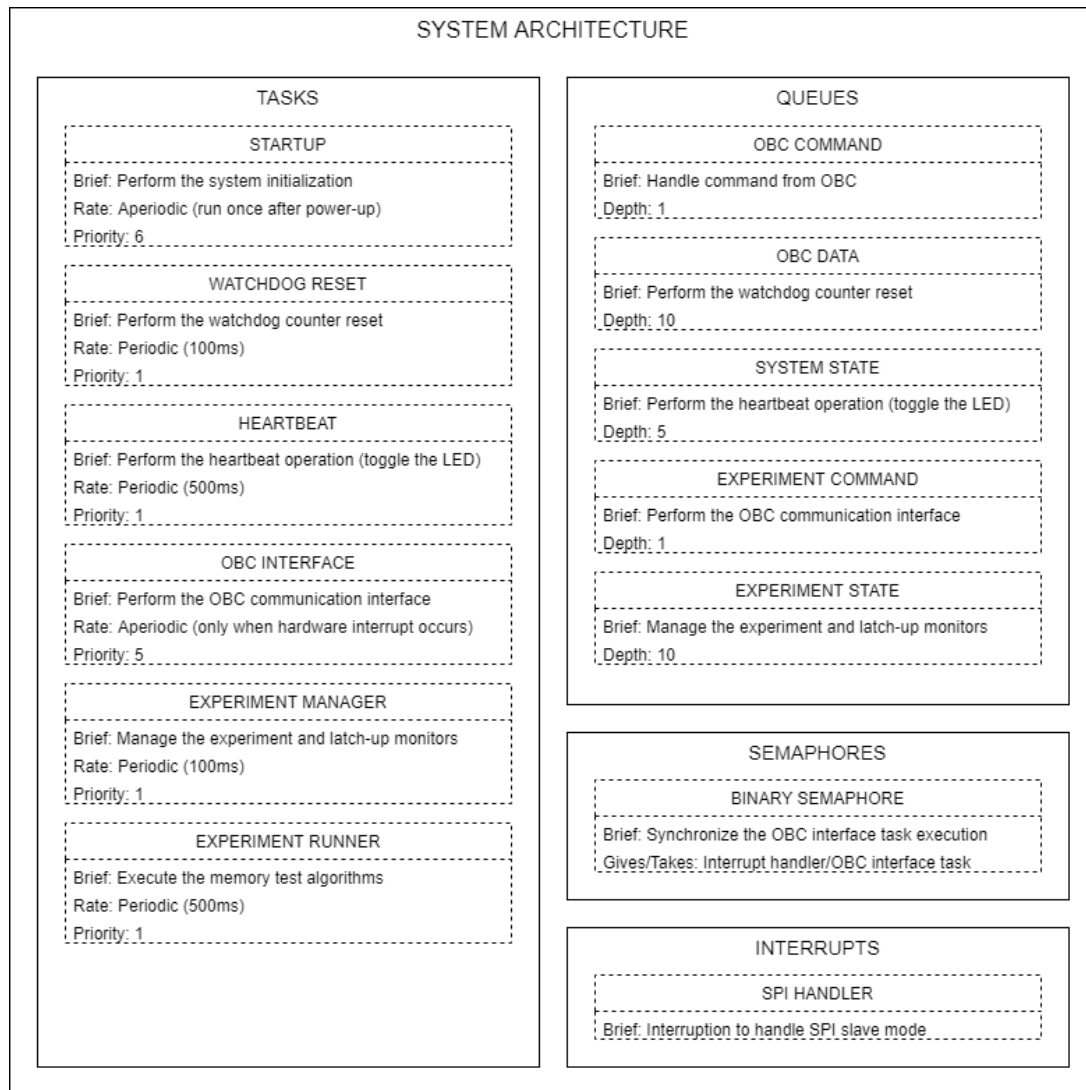 SYSTEM ARCHITECTURE
TASKS
STARTUP
Brief: Perform the system initialization
Rate: Aperiodic (run once after power-up)
Priority: 6
WATCHDOG RESET
Brief: Perform the watchdog counter reset
Rate: Periodic (100ms)
Priority: 1
HEARTBEAT
Brief: Perform the heartbeat operation (toggle the LED)
Rate: Periodic (500ms)
Priority: 1
OBC INTERFACE
Brief: Perform the OBC communication interface
Rate: Aperiodic (only when hardware interrupt occurs)
Priority: 5
EXPERIMENT MANAGER
Brief: Manage the experiment and latch-up monitors
Rate: Periodic (100ms)
Priority: 1
EXPERIMENT RUNNER
Brief: Execute the memory test algorithms
Rate: Periodic (500ms)
Priority: 1
QUEUES
OBC COMMAND
Brief: Handle command from OBC
Depth: 1
OBC DATA
Brief: Perform the watchdog counter reset
Depth: 10
SYSTEM STATE
Brief: Perform the heartbeat operation (toggle the LED)
Depth: 5
EXPERIMENT COMMAND
Brief: Perform the OBC communication interface
Depth: 1
EXPERIMENT STATE
Brief: Manage the experiment and latch-up monitors
Depth: 10
SEMAPHORES
BINARY SEMAPHORE
Brief: Synchronize the OBC interface task execution
Gives/Takes: Interrupt handler/OBC interface task
INTERRUPTS
SPI HANDLER
Brief: Interruption to handle SPI slave mode